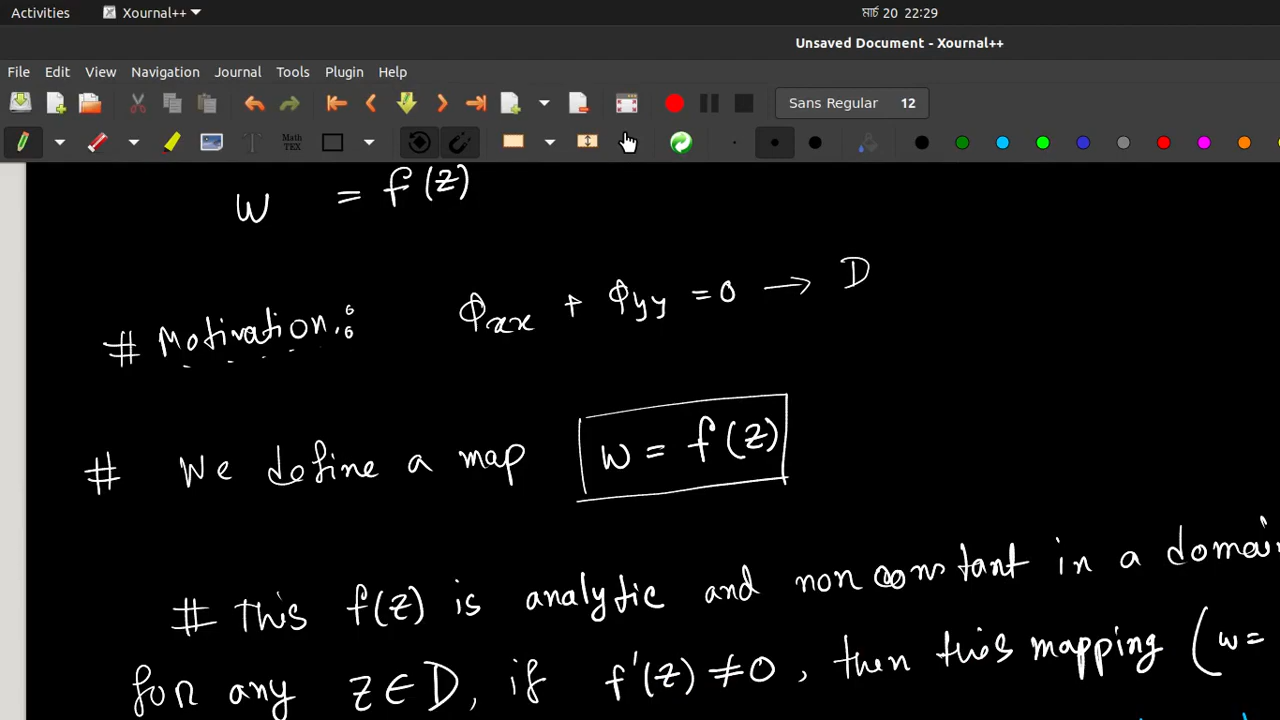 Activities Xournal++ মার্চ 20 22:29
Unsaved Document - Xournal++
File Edit View Navigation Journal Tools Plugin Help
Sans Regular 12
Math TEX
w = f(z)
# Motivation: φxx + φyy = 0 → D
# We define a map w = f(z)
# This f(z) is analytic and non constant in a domain
for any z ∈ D, if f'(z) ≠ 0, then this mapping (w =